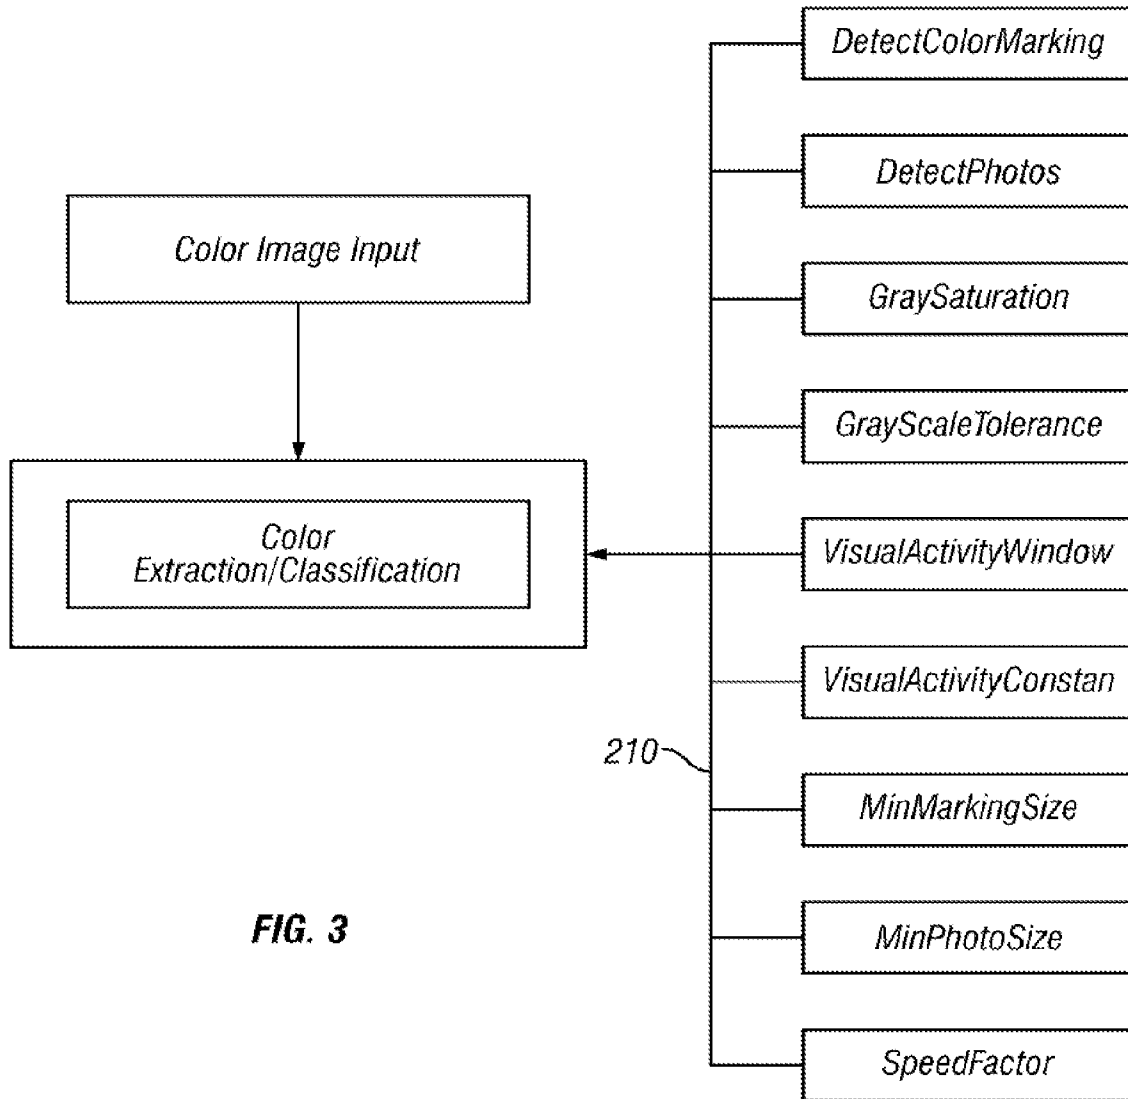 DetectColorMarking
DetectPhotos
Color Image Input
GraySaturation
GrayScaleTolerance
Color
Extraction/Classification
VisualActivityWindow
VisualActivityConstan
210
MinMarkingSize
MinPhotoSize
FIG. 3
SpeedFactor